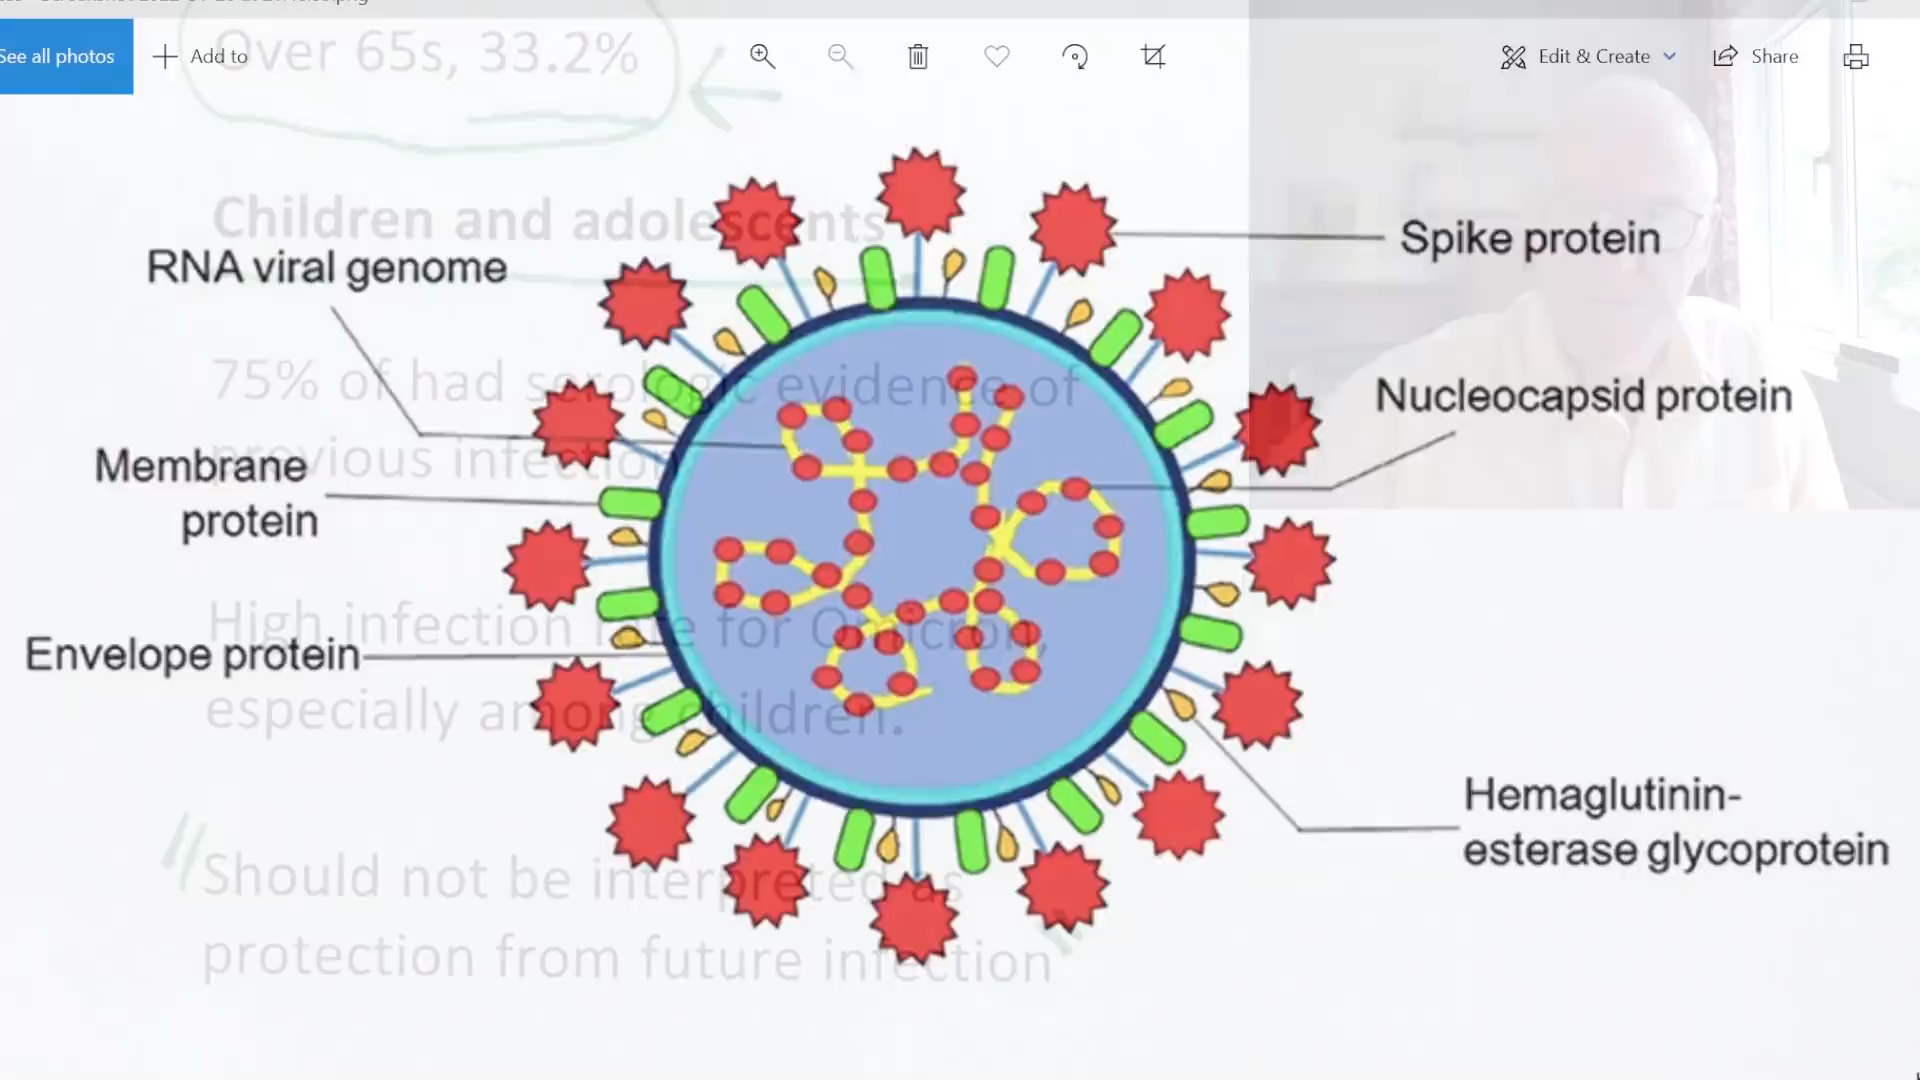 See all photos
Add to
Edit & Create
Share
Over 65s, 33.2%
Children and adolescents
75% of had serologic evidence of
previous infection
High infection rate for Omicron,
especially among children.
"Should not be interpreted as
protection from future infection"
RNA viral genome
Membrane
protein
Envelope protein
Spike protein
Nucleocapsid protein
Hemaglutinin-
esterase glycoprotein